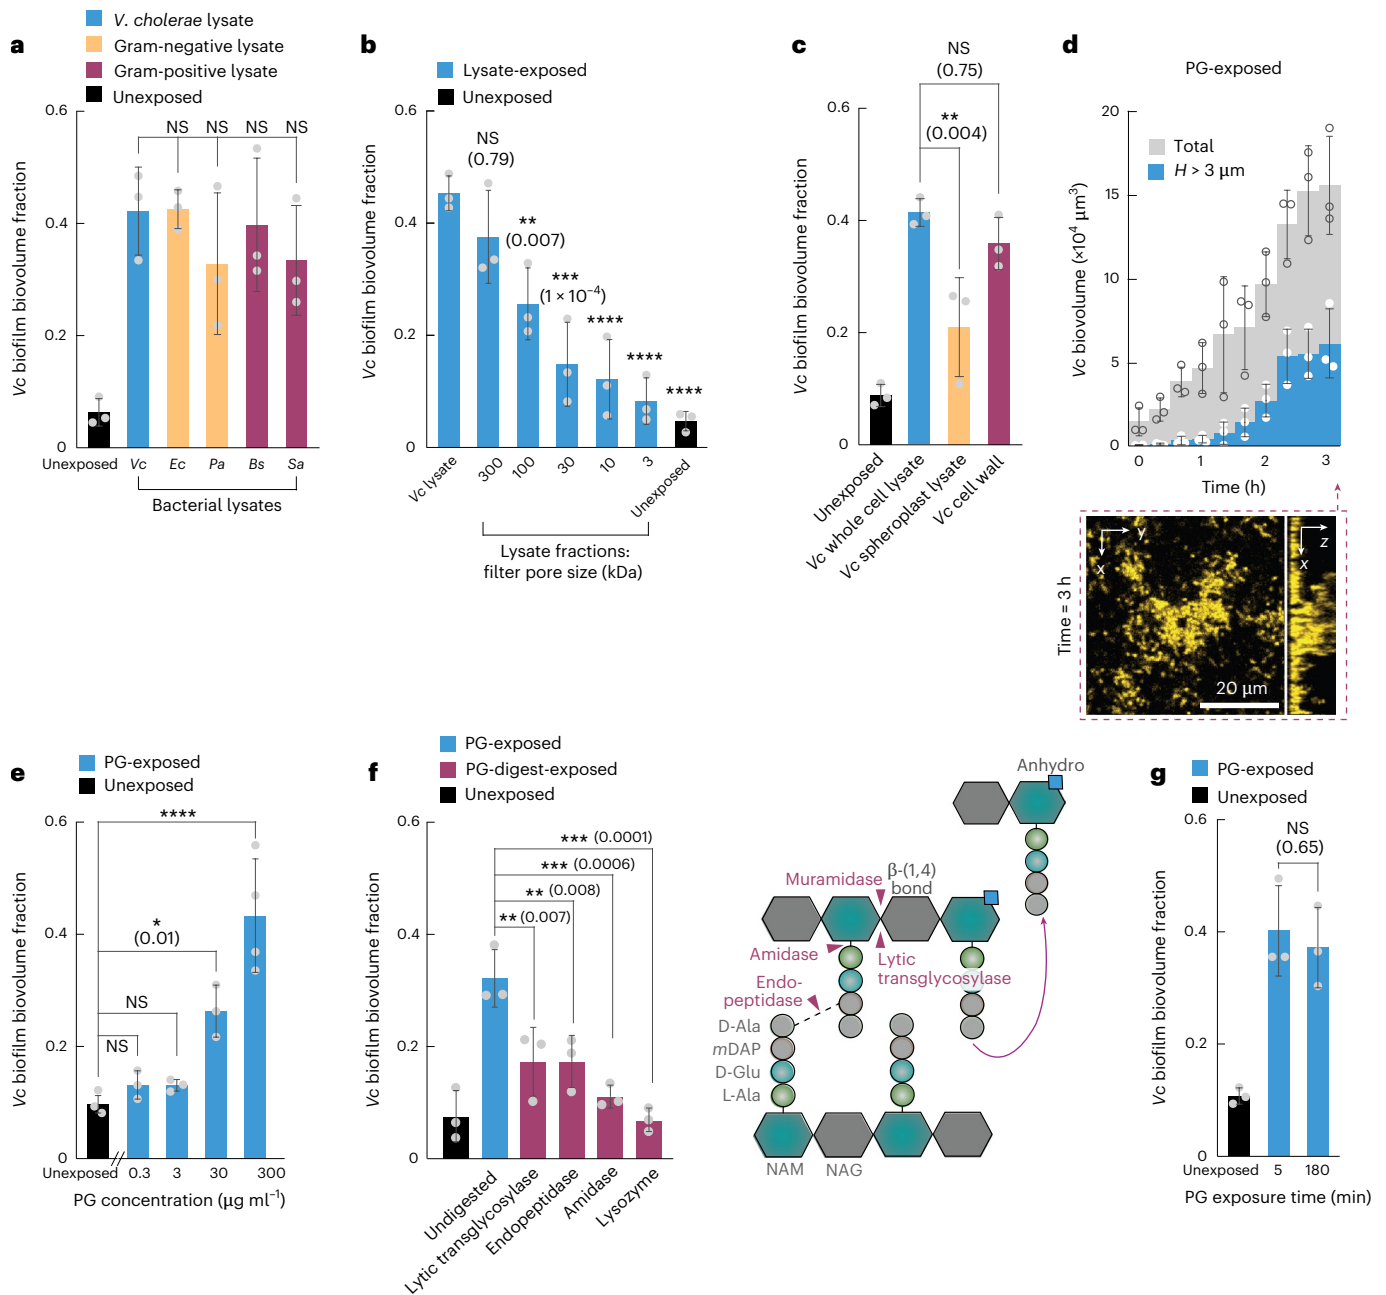 a
V. cholerae lysate
Gram-negative lysate
Gram-positive lysate
Unexposed
Vc biofilm biovolume fraction
0.6
0.4
0.2
0
NS NS NS NS
Unexposed Vc Ec Pa Bs Sa
Bacterial lysates
b
Lysate-exposed
Unexposed
Vc biofilm biovolume fraction
0.6
0.4
0.2
0
NS
(0.79)
**
(0.007)
***
(1 × 10⁻⁴)
****
****
****
Vc lysate 300 100 30 10 3 Unexposed
Lysate fractions:
filter pore size (kDa)
c
Vc biofilm biovolume fraction
0.6
0.4
0.2
0
NS
(0.75)
**
(0.004)
Unexposed
Vc whole cell lysate
Vc spheroplast lysate
Vc cell wall
d
PG-exposed
Total
H > 3 μm
Vc biovolume (×10⁴ μm³)
20
15
10
5
0
0 1 2 3
Time (h)
Time = 3 h
y
x
z
x
20 μm
e
PG-exposed
Unexposed
Vc biofilm biovolume fraction
0.6
0.4
0.2
0
****
*
(0.01)
NS
NS
Unexposed 0.3 3 30 300
PG concentration (μg ml⁻¹)
f
PG-exposed
PG-digest-exposed
Unexposed
Vc biofilm biovolume fraction
0.6
0.4
0.2
0
*** (0.0001)
*** (0.0006)
** (0.008)
** (0.007)
Undigested
Lytic transglycosylase
Endopeptidase
Amidase
Lysozyme
Anhydro
Muramidase
β-(1,4)
bond
Amidase
Lytic
transglycosylase
Endo-
peptidase
D-Ala
mDAP
D-Glu
L-Ala
NAM NAG
g
PG-exposed
Unexposed
Vc biofilm biovolume fraction
0.6
0.4
0.2
0
NS
(0.65)
Unexposed 5 180
PG exposure time (min)